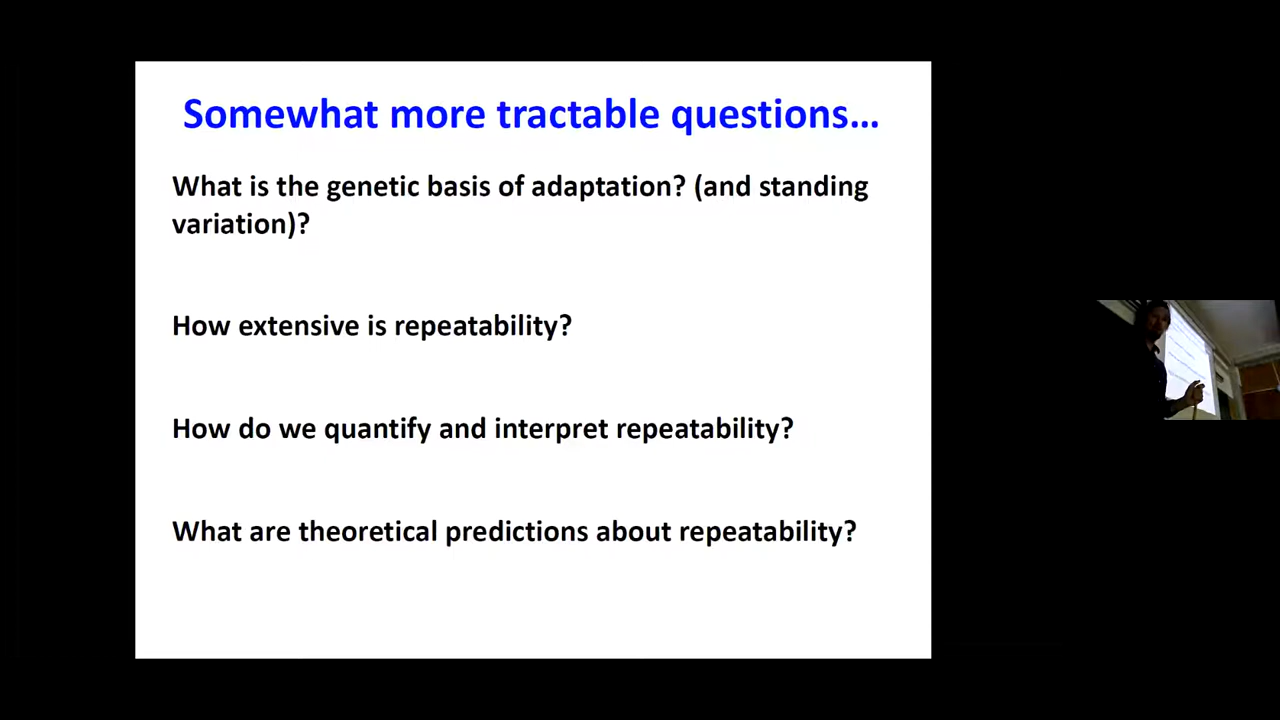 Somewhat more tractable questions...
What is the genetic basis of adaptation? (and standing
variation)?
How extensive is repeatability?
How do we quantify and interpret repeatability?
What are theoretical predictions about repeatability?